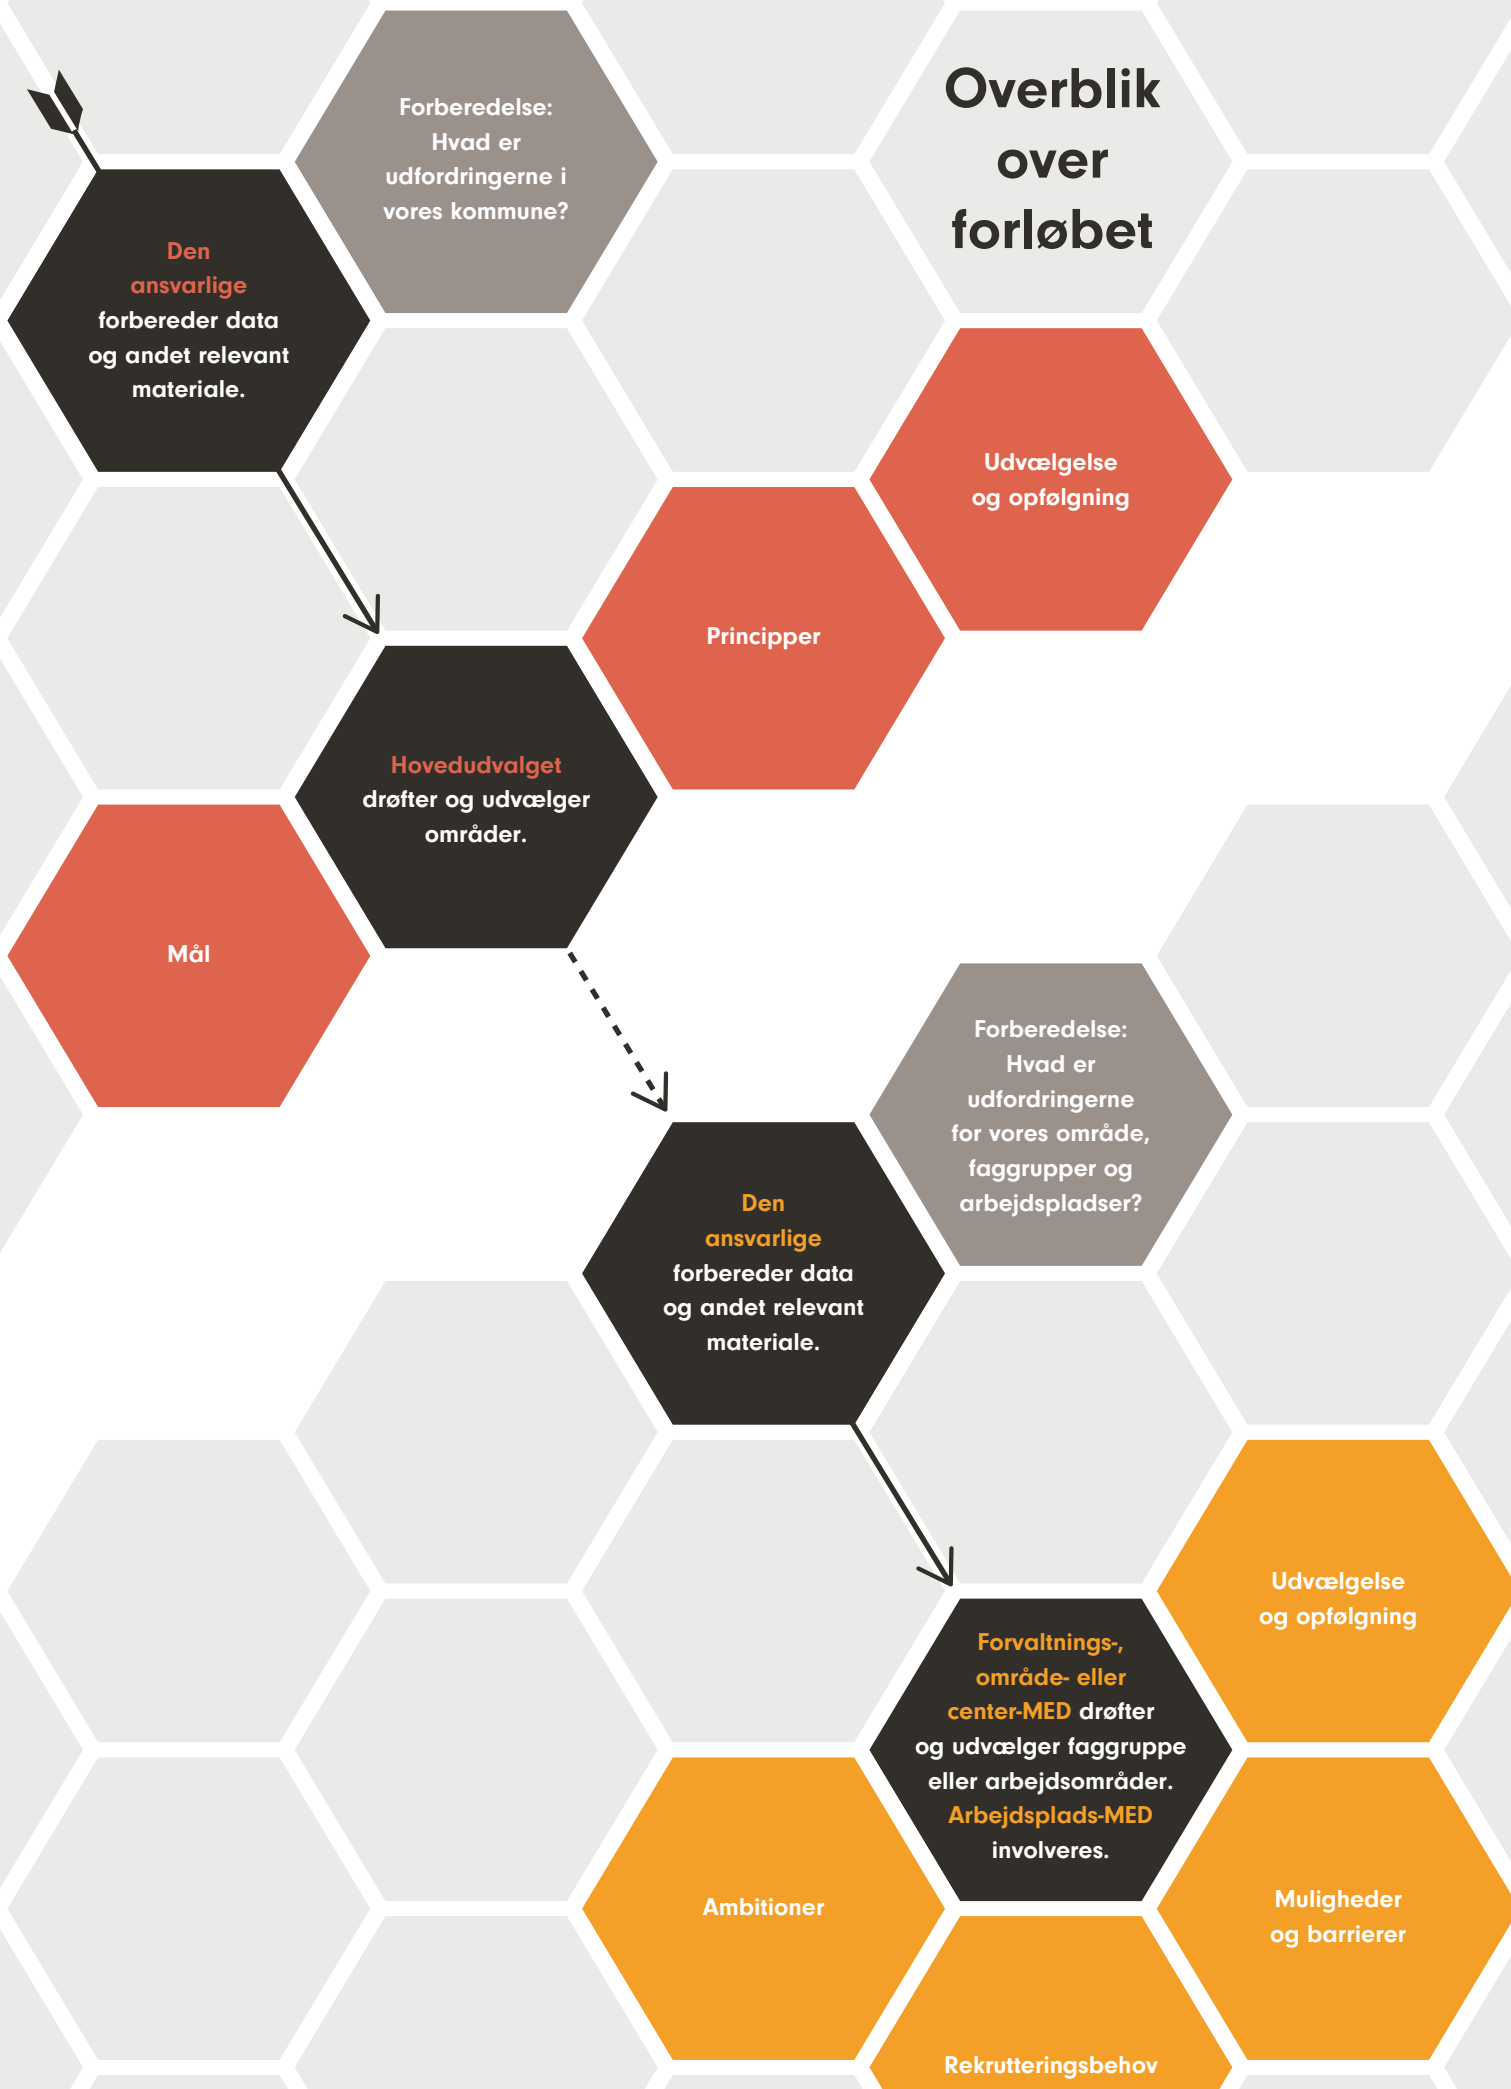 Overblik
over
forløbet
Forberedelse:
Hvad er
udfordringerne i
vores kommune?
Den
ansvarlige
forbereder data
og andet relevant
materiale.
Udvælgelse
og opfølgning
Principper
Hovedudvalget
drøfter og udvælger
områder.
Mål
Forberedelse:
Hvad er
udfordringerne
for vores område,
faggrupper og
arbejdspladser?
Den
ansvarlige
forbereder data
og andet relevant
materiale.
Udvælgelse
og opfølgning
Forvaltnings-,
område- eller
center-MED drøfter
og udvælger faggruppe
eller arbejdsområder.
Arbejdsplads-MED
involveres.
Ambitioner
Muligheder
og barrierer
Rekrutteringsbehov